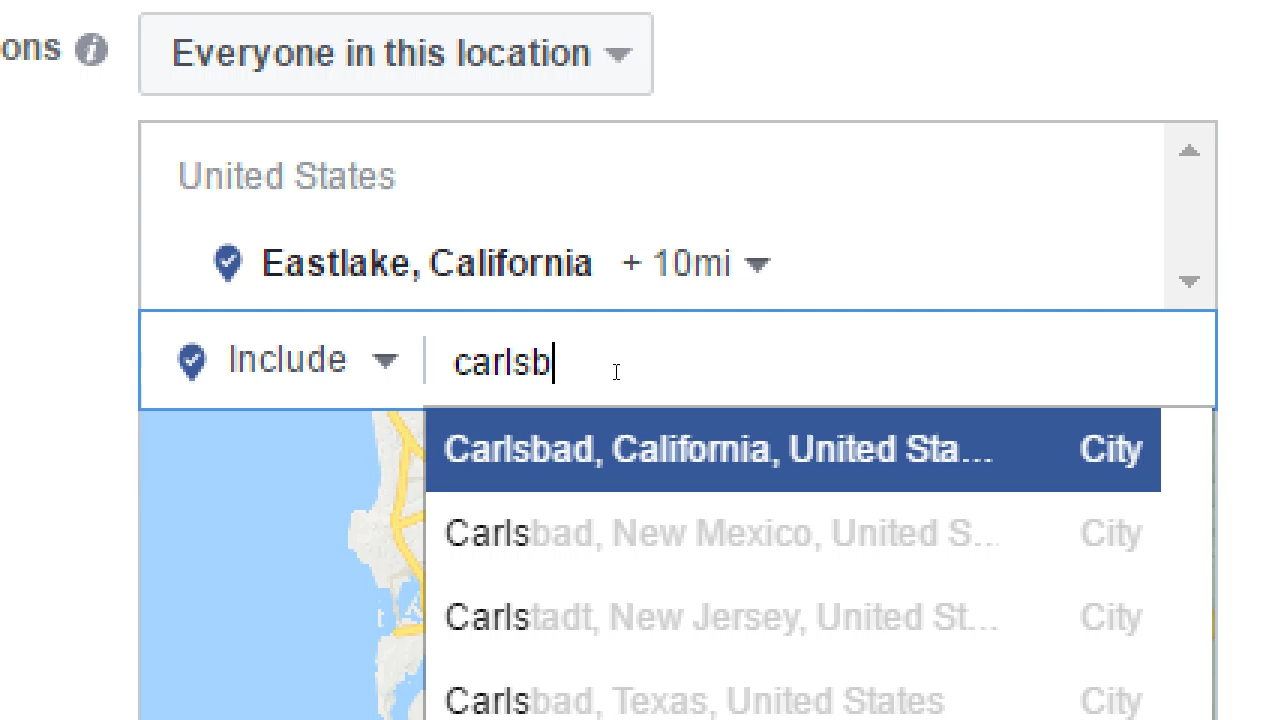 ons
Everyone in this location
United States
Eastlake, California + 10mi
Include carlsb
Carlsbad, California, United Sta... City
Carlsbad, New Mexico, United S... City
Carlstadt, New Jersey, United St... City
Carlsbad, Texas, United States City